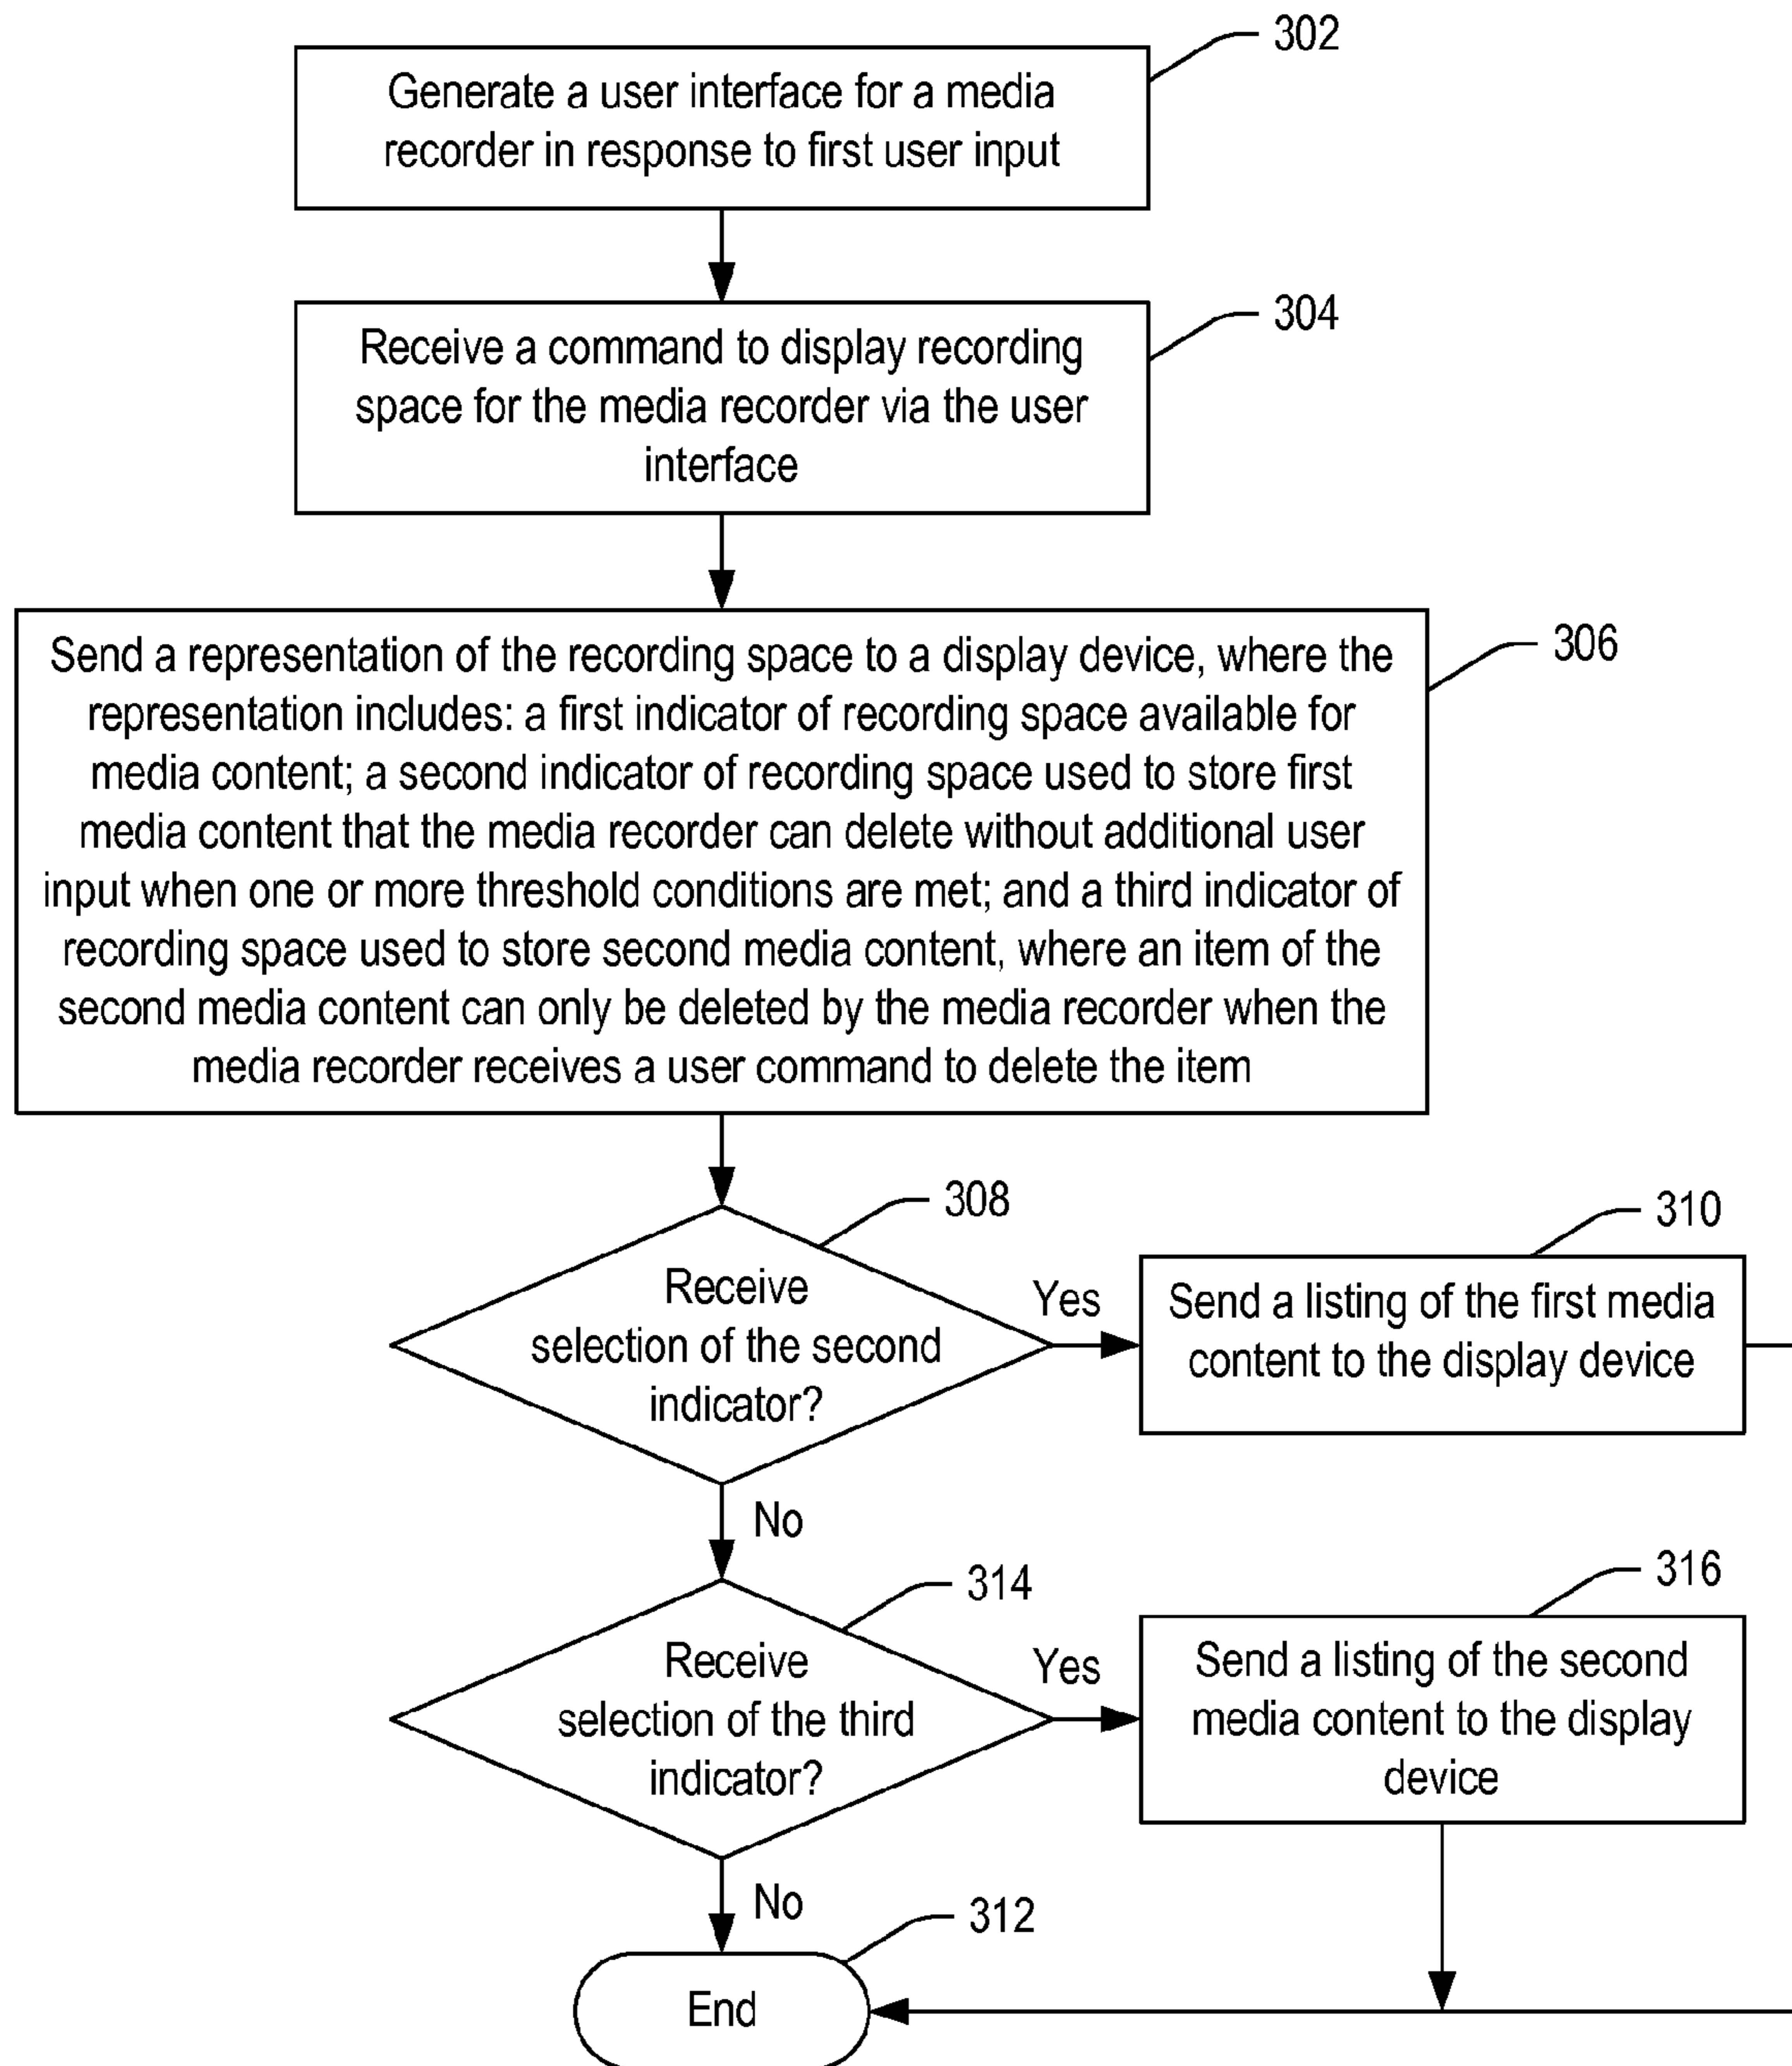 302
Generate a user interface for a media
recorder in response to first user input
304
Receive a command to display recording
space for the media recorder via the user
interface
306
Send a representation of the recording space to a display device, where the
representation includes: a first indicator of recording space available for
media content; a second indicator of recording space used to store first
media content that the media recorder can delete without additional user
input when one or more threshold conditions are met; and a third indicator of
recording space used to store second media content, where an item of the
second media content can only be deleted by the media recorder when the
media recorder receives a user command to delete the item
308
Receive
selection of the second
indicator?
Yes
310
Send a listing of the first media
content to the display device
No
314
Receive
selection of the third
indicator?
Yes
316
Send a listing of the second
media content to the display
device
No
312
End